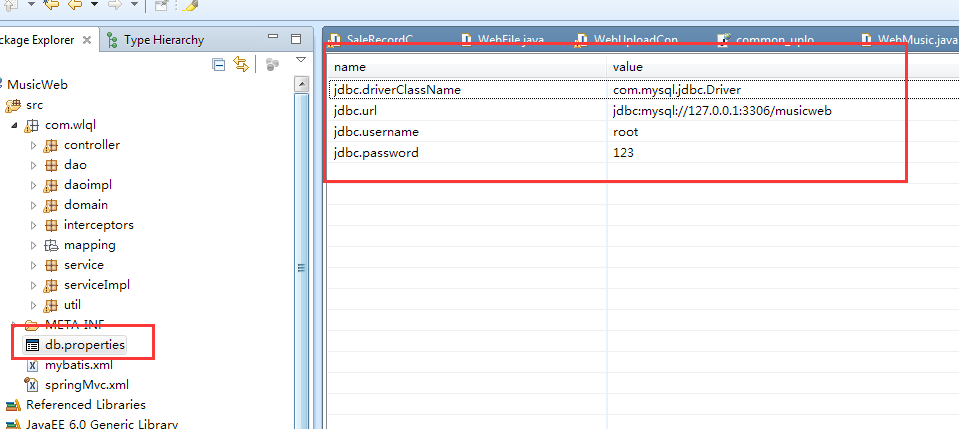 ckage Explorer
Type Hierarchy
MusicWeb
src
com.wlql
controller
dao
daoimpl
domain
interceptors
mapping
service
serviceImpl
util
META-INF
db.properties
mybatis.xml
springMvc.xml
Referenced Libraries
JavaEE 6.0 Generic Library
SaleRecordC
WebFile.java
WebUploadCon
common_uplo
WebMusic.java
name value
jdbc.driverClassName com.mysql.jdbc.Driver
jdbc.url jdbc:mysql://127.0.0.1:3306/musicweb
jdbc.username root
jdbc.password 123